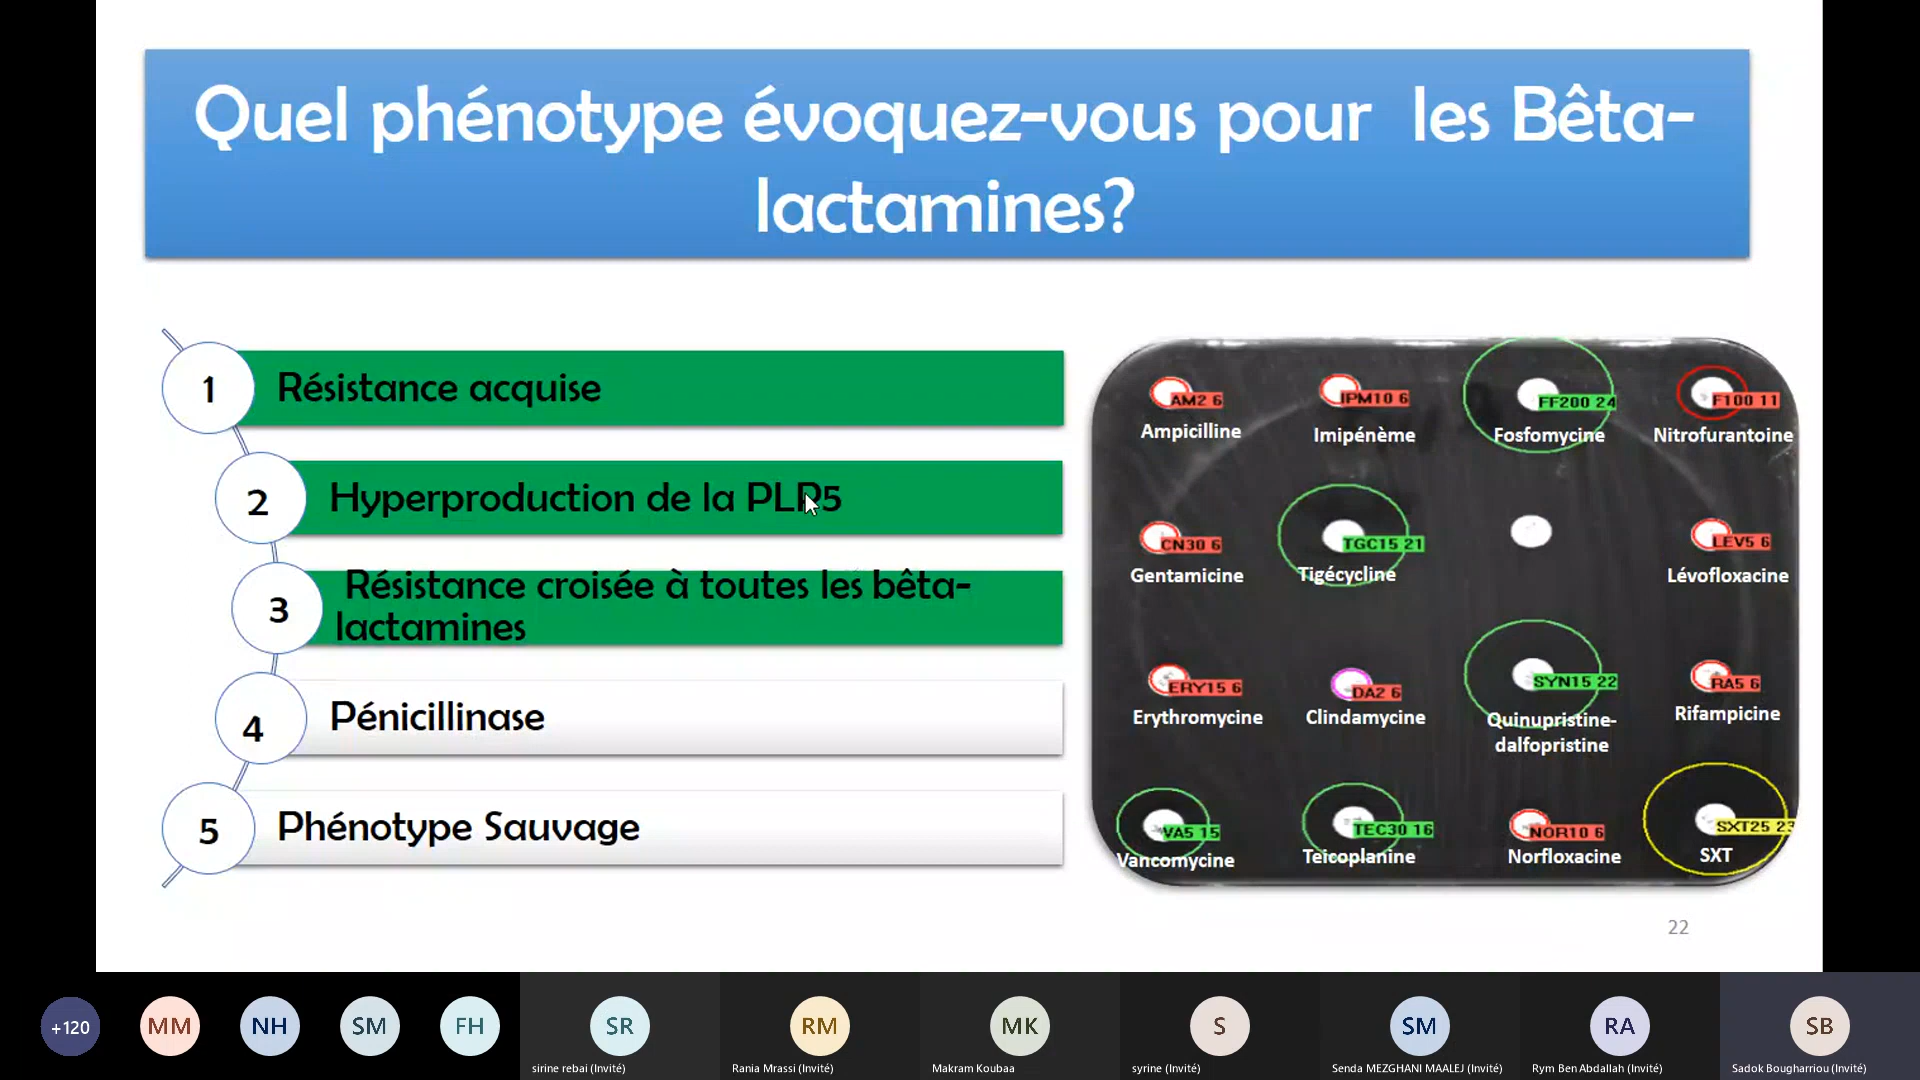 Quel phénotype évoquez-vous pour les Bêta-
lactamines?
1 Résistance acquise
2 Hyperproduction de la PLP5
3 Résistance croisée à toutes les bêta-
lactamines
4 Pénicillinase
5 Phénotype Sauvage
AM2 6
Ampicilline
IPM10 6
Imipénème
FF200 24
Fosfomycine
F100 11
Nitrofurantoine
CN30 6
Gentamicine
TGC15 21
Tigécycline
LEV5 6
Lévofloxacine
ERY15 6
Erythromycine
DA2 6
Clindamycine
SYN15 22
Quinupristine-
dalfopristine
RA5 6
Rifampicine
VA5 15
Vancomycine
TEC30 16
Teicoplanine
NOR10 6
Norfloxacine
SXT25 23
SXT
22
+120
MM
NH
SM
FH
SR
sirine rebai (Invité)
RM
Rania Mrassi (Invité)
MK
Makram Koubaa
S
syrine (Invité)
SM
Senda MEZGHANI MAALEJ (Invité)
RA
Rym Ben Abdallah (Invité)
SB
Sadok Bougharriou (Invité)